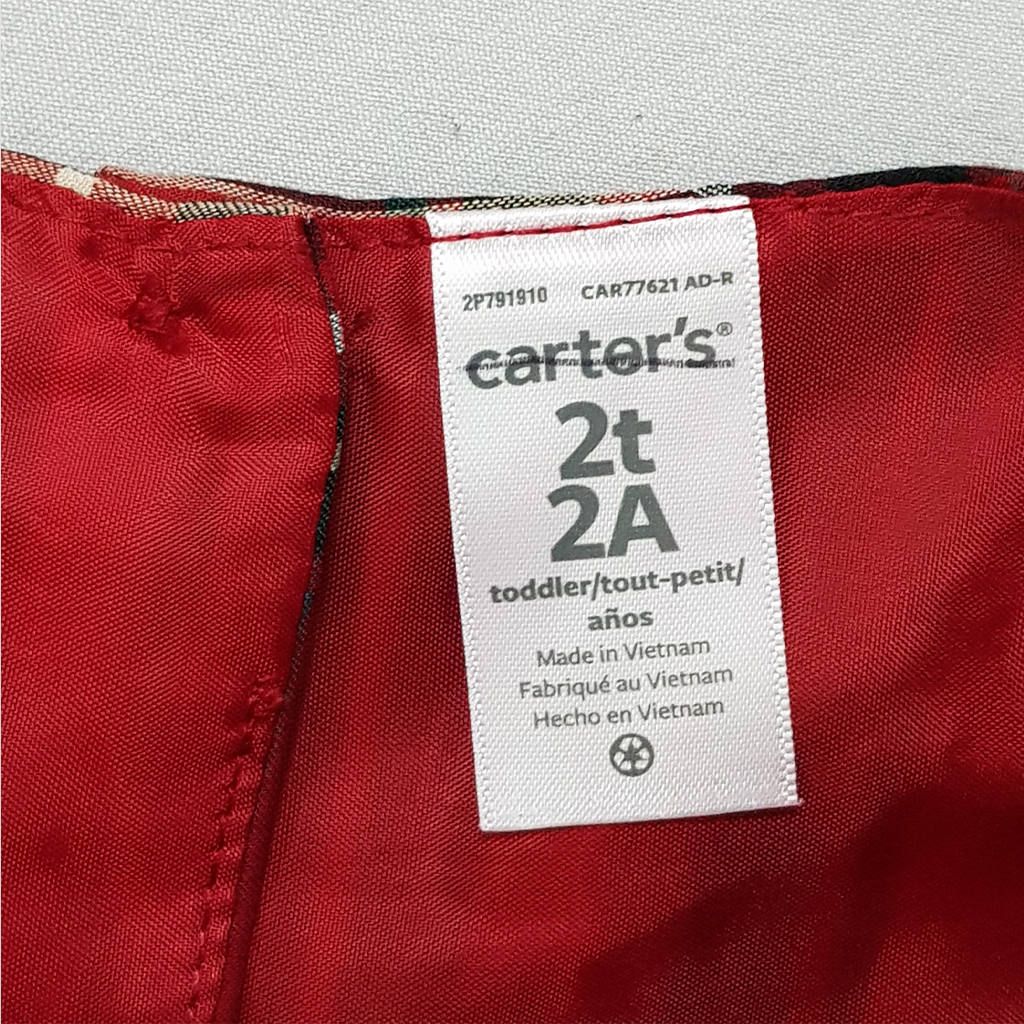 2P791910 CAR77621 AD-R
carter's®
2t
2A
toddler/tout-petit/
años
Made in Vietnam
Fabriqué au Vietnam
Hecho en Vietnam